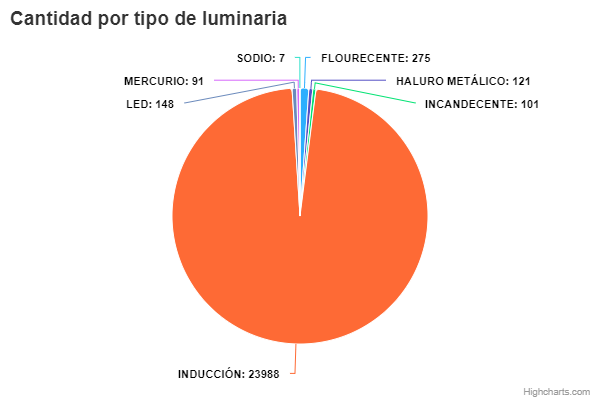 Cantidad por tipo de luminaria
SODIO: 7
FLOURECENTE: 275
MERCURIO: 91
HALURO METÁLICO: 121
LED: 148
INCANDECENTE: 101
INDUCCIÓN: 23988
Highcharts.com